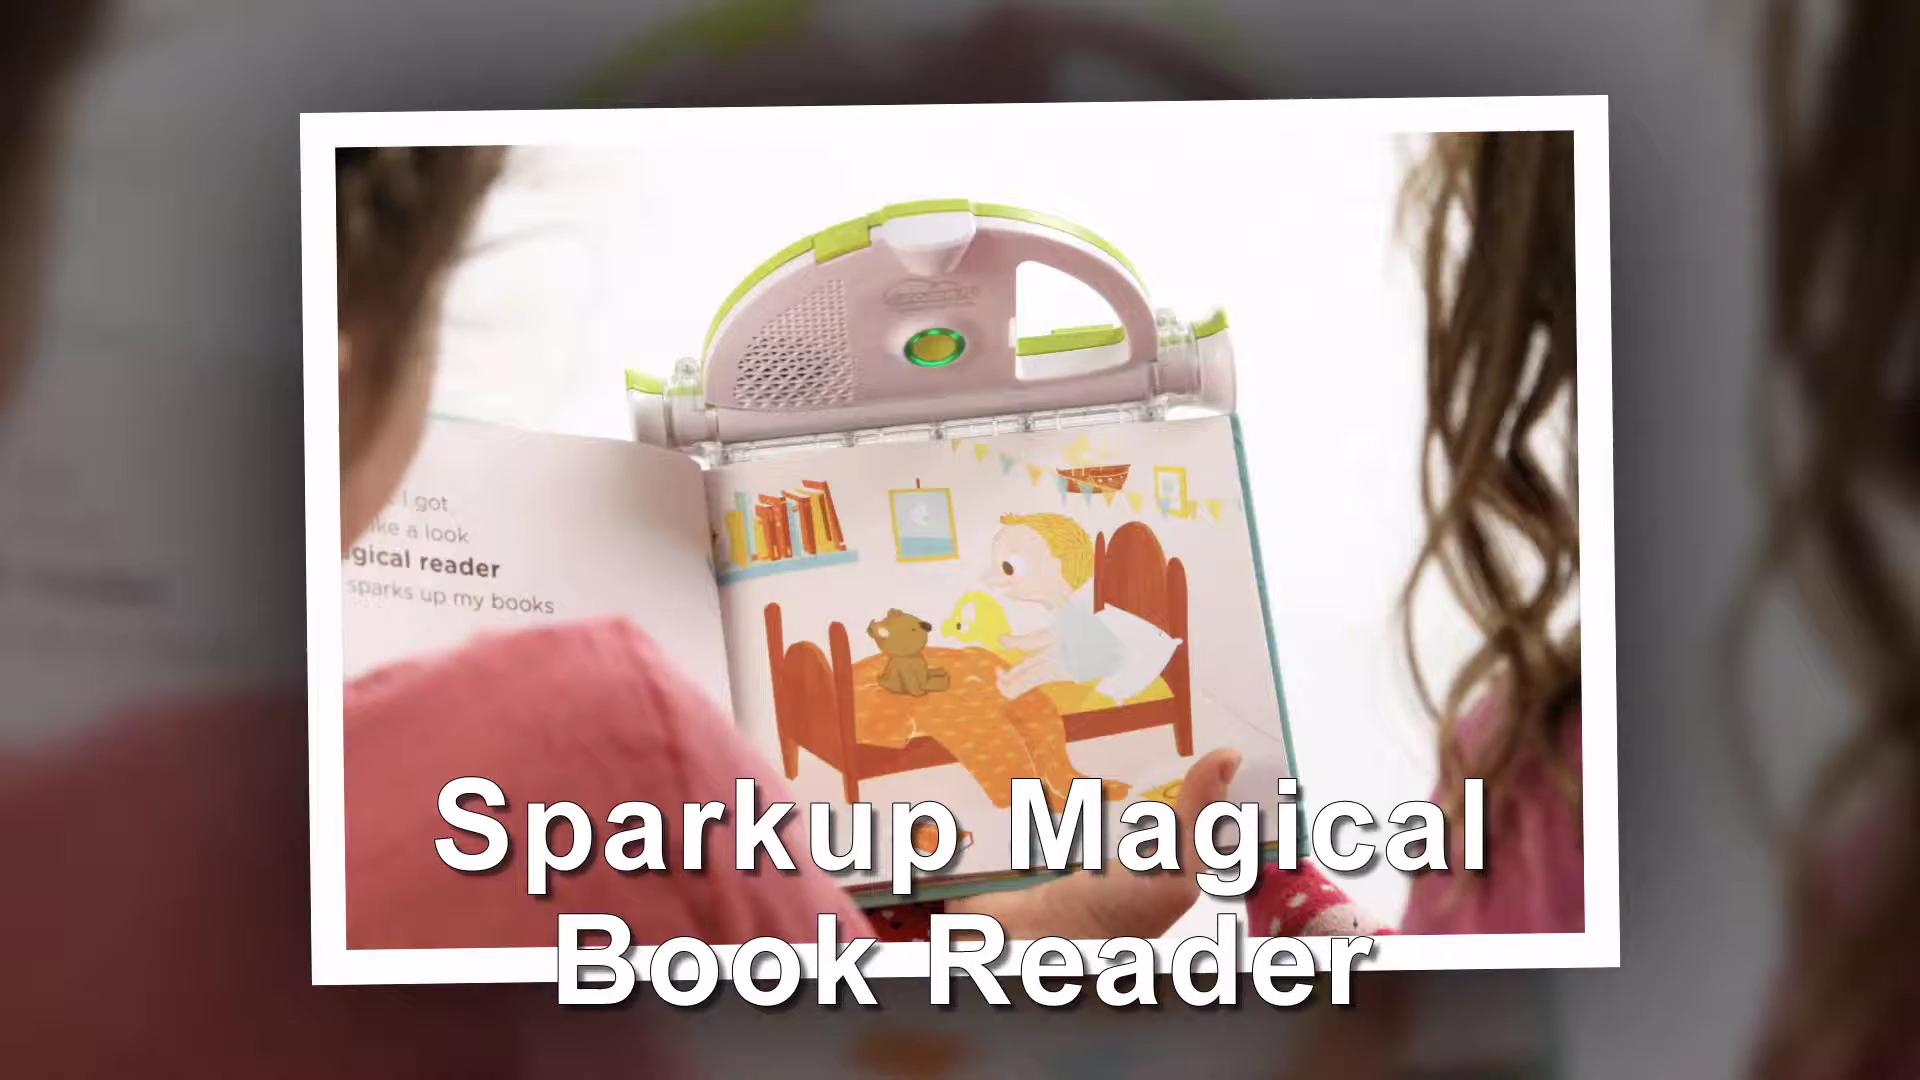 I got
a look
gical reader
sparks up my books
Sparkup Magical
Book Reader